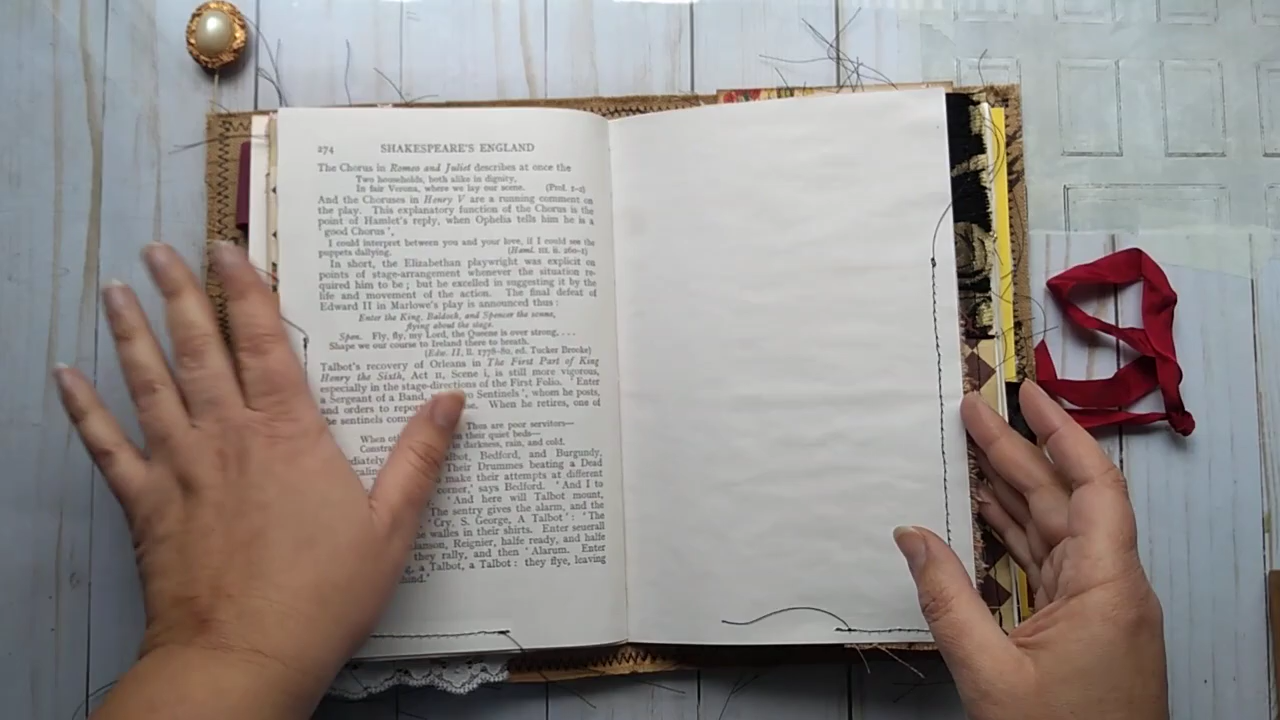 274 SHAKESPEARE'S ENGLAND
The Chorus in Romeo and Juliet describes at once the
Two households, both alike in dignity,
In fair Verona, where we lay our scene. (Prol. 1-2)
And the Choruses in Henry V are a running comment on
the play. This explanatory function of the Chorus is the
point of Hamlet's reply, when Ophelia tells him he is a
' good Chorus ',
I could interpret between you and your love, if I could see the
puppets dallying. (Haml. III. ii. 260-1)
In short, the Elizabethan playwright was explicit on
points of stage-arrangement whenever the situation re-
quired him to be ; but he excelled in suggesting it by the
life and movement of the action. The final defeat of
Edward II in Marlowe's play is announced thus :
Enter the King, Baldock, and Spencer the sonne,
flying about the stage.
Span. Fly, fly, my Lord, the Queene is over strong, . . .
Shape we our course to Ireland there to breath.
(Edw. II, ll. 1778-80, ed. Tucker Brooke)
Talbot's recovery of Orleans in The First Part of King
Henry the Sixth, Act II, Scene i, is still more vigorous,
especially in the stage-directions of the First Folio. ' Enter
a Sergeant of a Band, Sentinels ', whom he posts,
and orders to When he retires, one of
the sentinels
Thus are poor servitors—
When on their quiet beds—
in darkness, rain, and cold.
Bedford, and Burgundy,
Their Drummes beating a Dead
make their attempts at different
corner,' says Bedford. ' And I to
' And here will Talbot mount,
The sentry gives the alarm, and the
' Cry, S. George, A Talbot ' : ' The
walles in their shirts. Enter seuerall
Reignier, halfe ready, and halfe
they rally, and then ' Alarum. Enter
a Talbot, a Talbot : they flye, leaving